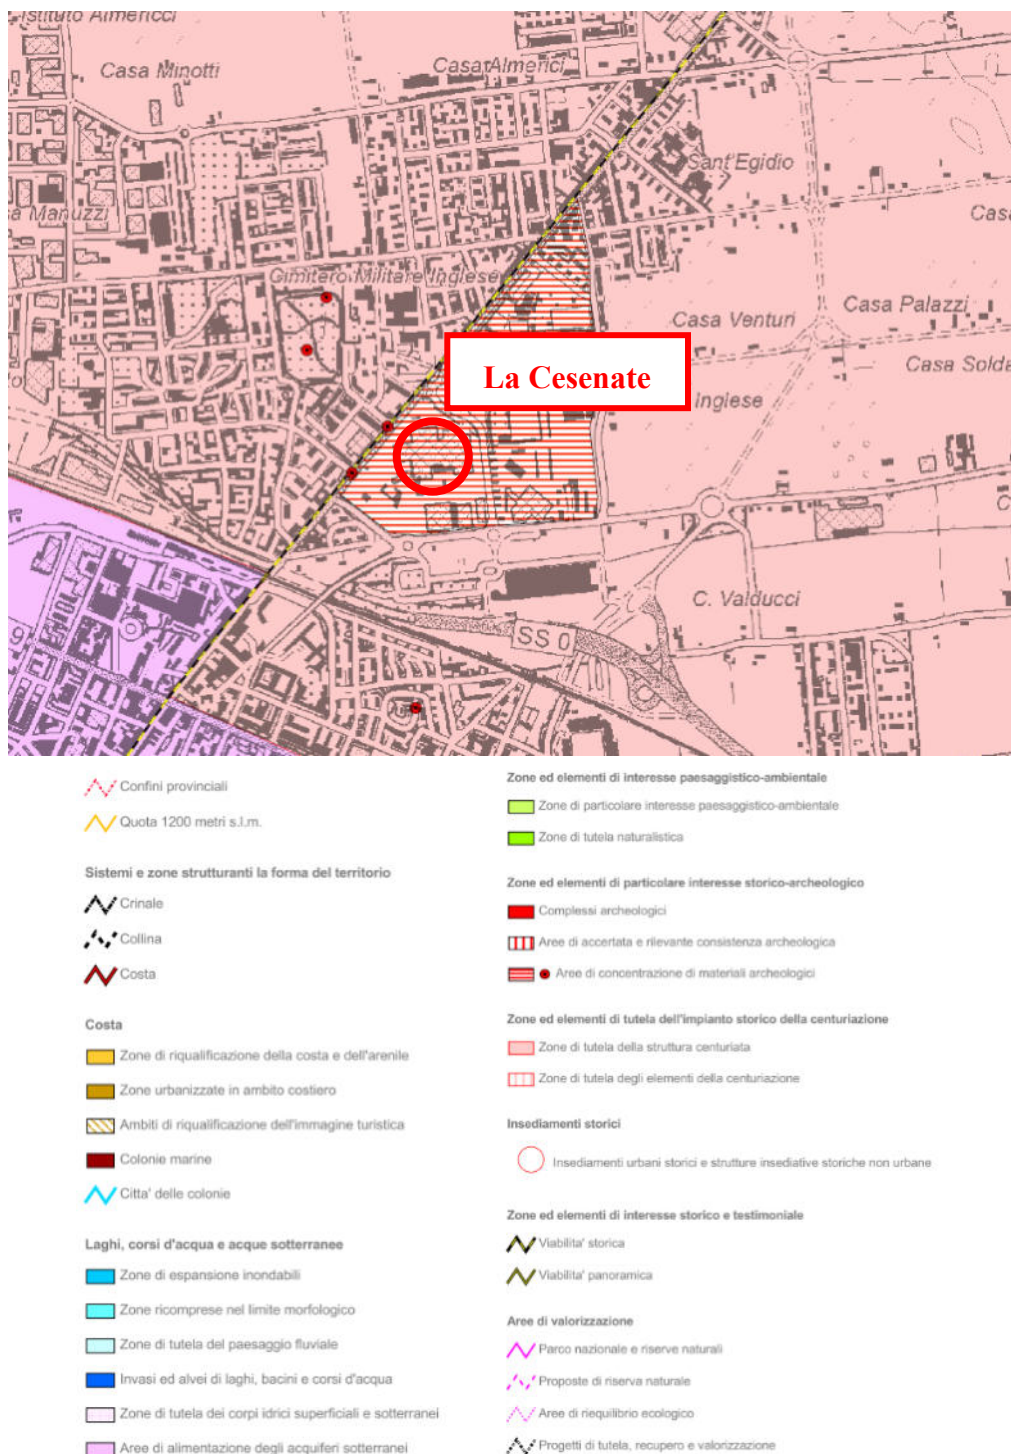 Istituto Almericci
Casa Minotti
Casa Almerici
Sant'Egidio
a Manuzzi
Casa
Cimitero Militare Inglese
Casa Venturi
Casa Palazzi
La Cesenate
Casa Solda
Inglese
C
C. Valducci
SS 0
9
Confini provinciali
Quota 1200 metri s.l.m.
Sistemi e zone strutturanti la forma del territorio
Crinale
Collina
Costa
Costa
Zone di riqualificazione della costa e dell'arenile
Zone urbanizzate in ambito costiero
Ambiti di riqualificazione dell'immagine turistica
Colonie marine
Citta' delle colonie
Laghi, corsi d'acqua e acque sotterranee
Zone di espansione inondabili
Zone ricomprese nel limite morfologico
Zone di tutela del paesaggio fluviale
Invasi ed alvei di laghi, bacini e corsi d'acqua
Zone di tutela dei corpi idrici superficiali e sotterranei
Aree di alimentazione degli acquiferi sotterranei
Zone ed elementi di interesse paesaggistico-ambientale
Zone di particolare interesse paesaggistico-ambientale
Zone di tutela naturalistica
Zone ed elementi di particolare interesse storico-archeologico
Complessi archeologici
Aree di accertata e rilevante consistenza archeologica
Aree di concentrazione di materiali archeologici
Zone ed elementi di tutela dell'impianto storico della centuriazione
Zone di tutela della struttura centuriata
Zone di tutela degli elementi della centuriazione
Insediamenti storici
Insediamenti urbani storici e strutture insediative storiche non urbane
Zone ed elementi di interesse storico e testimoniale
Viabilita' storica
Viabilita' panoramica
Aree di valorizzazione
Parco nazionale e riserve naturali
Proposte di riserva naturale
Aree di riequilibrio ecologico
Progetti di tutela, recupero e valorizzazione